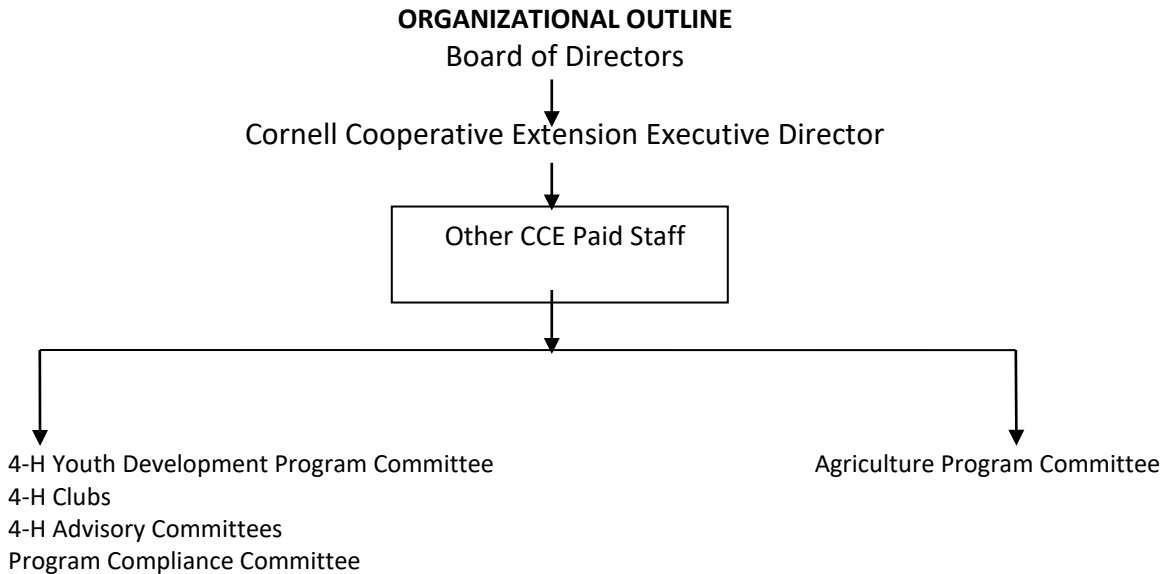 ORGANIZATIONAL OUTLINE
Board of Directors
Cornell Cooperative Extension Executive Director
Other CCE Paid Staff
4-H Youth Development Program Committee
4-H Clubs
4-H Advisory Committees
Program Compliance Committee
Agriculture Program Committee